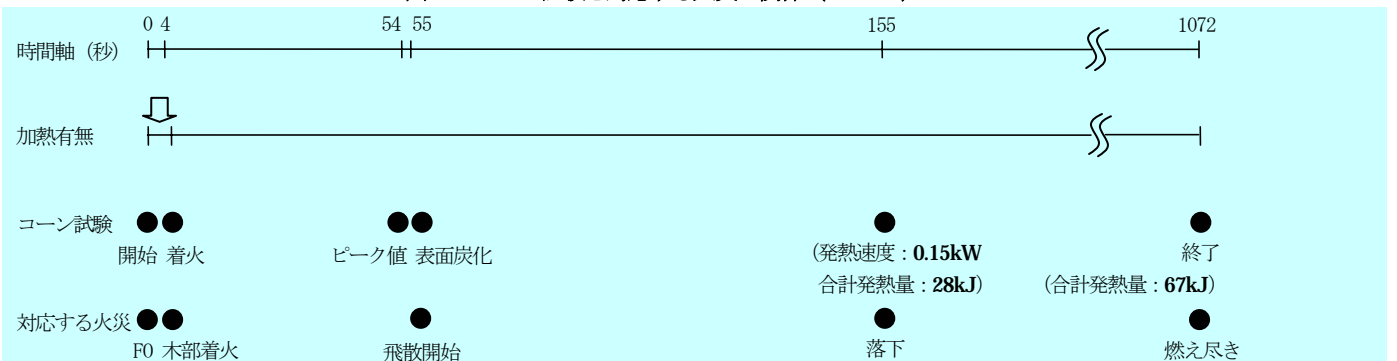 0 4 54 55 155 1072
時間軸（秒）
加熱有無
コーン試験
開始 着火 ピーク値 表面炭化 （発熱速度：0.15kW 終了
合計発熱量：28kJ） （合計発熱量：67kJ）
対応する火災
F0 木部着火 飛散開始 落下 燃え尽き